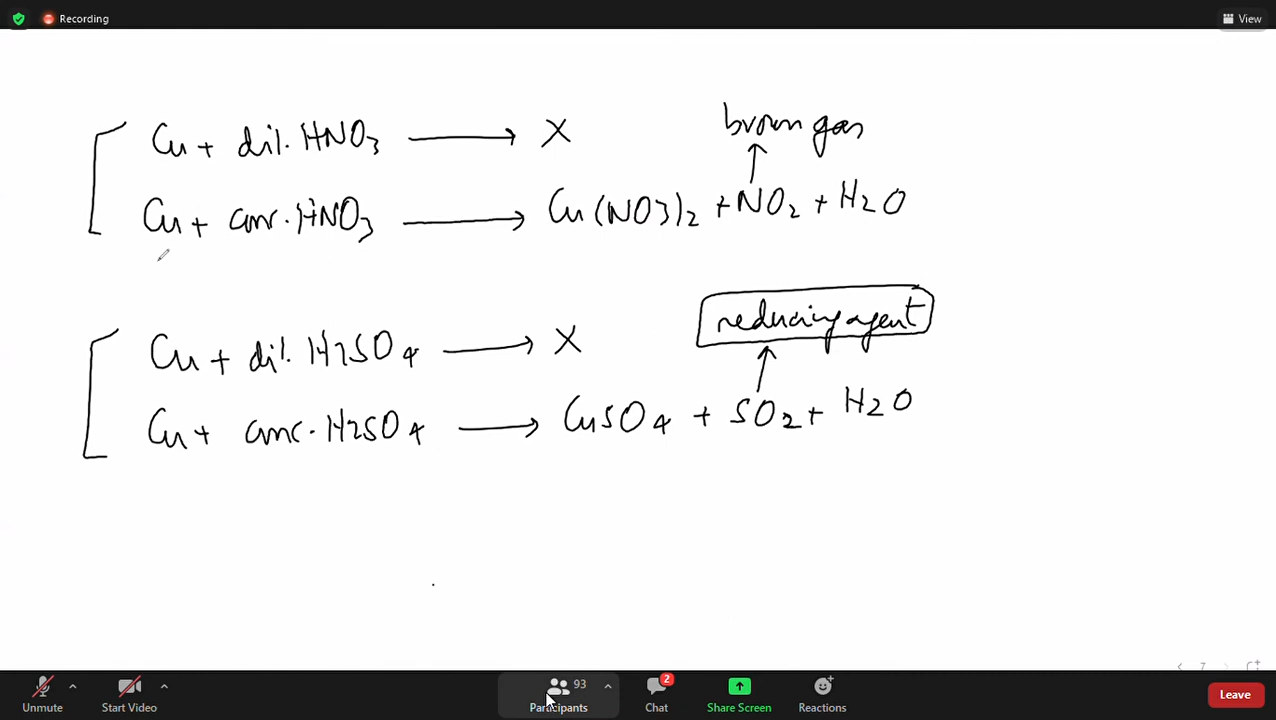 Recording
View
brown gas
Cu + dil. HNO3 → X
Cu + conc. HNO3 → Cu(NO3)2 + NO2 + H2O
reducing agent
Cu + dil. H2SO4 → X
Cu + conc. H2SO4 → CuSO4 + SO2 + H2O
7
93
2
Unmute
Start Video
Participants
Chat
Share Screen
Reactions
Leave